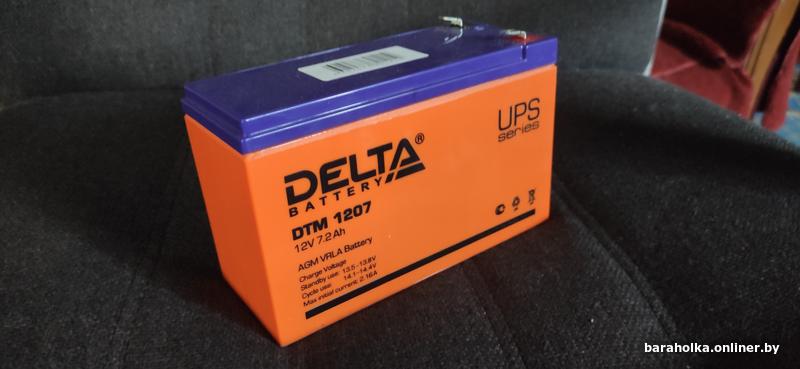 UPS
series
DELTA®
BATTERY
DTM 1207
12V 7.2Ah
AGM VRLA Battery
Charge Voltage
Standby use: 13.5-13.8V
Cycle use: 14.1-14.4V
Max initial current: 2.16A
baraholka.onliner.by